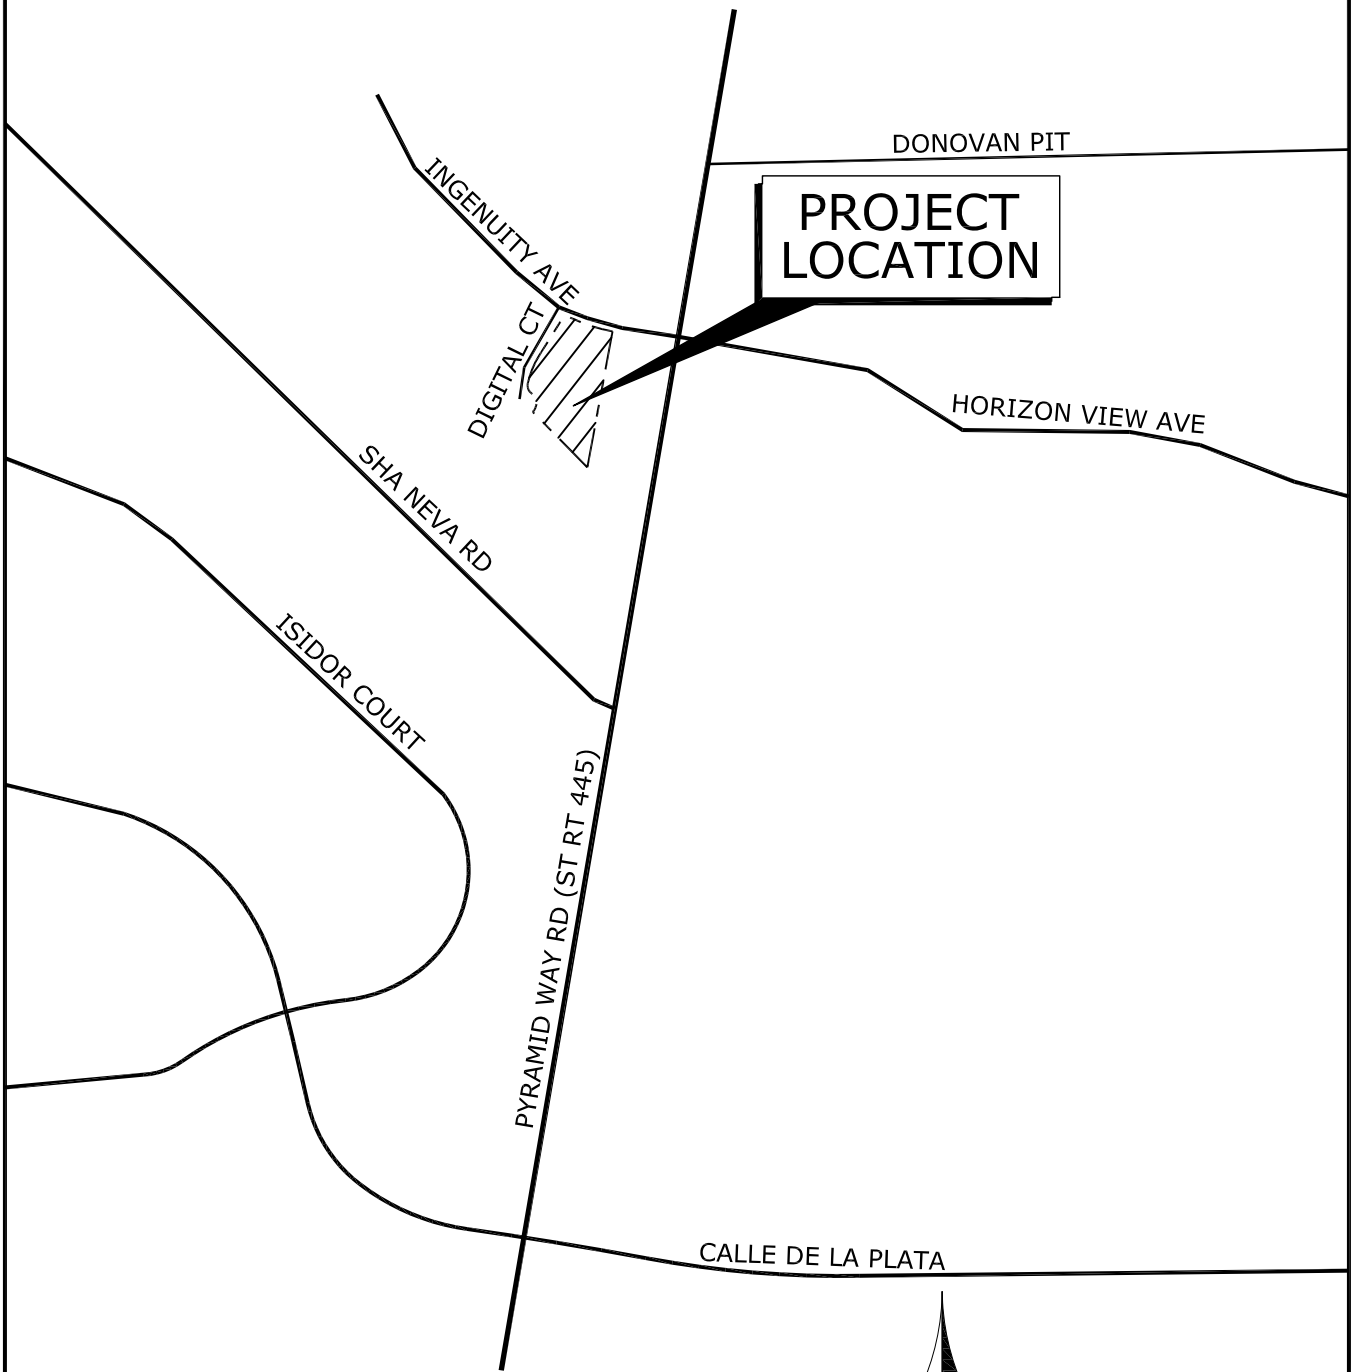 DONOVAN PIT
INGENUITY AVE
PROJECT
LOCATION
DIGITAL CT
HORIZON VIEW AVE
SHA NEVA RD
ISIDOR COURT
PYRAMID WAY RD (ST RT 445)
CALLE DE LA PLATA